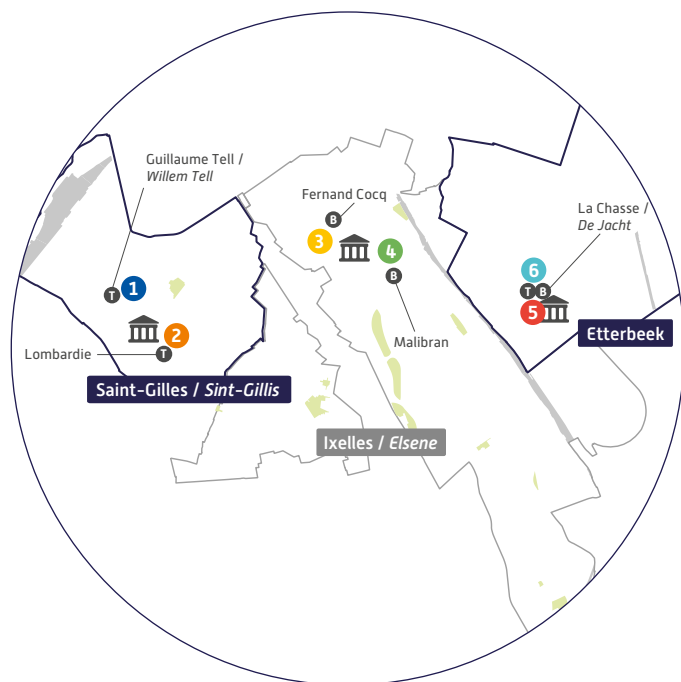 Guillaume Tell /
Willem Tell
Fernand Cocq
B
La Chasse /
De Jacht
3
4
B
6
T
1
T B
5
2
Lombardie
T
Malibran
Etterbeek
Saint-Gilles / Sint-Gillis
Ixelles / Elsene